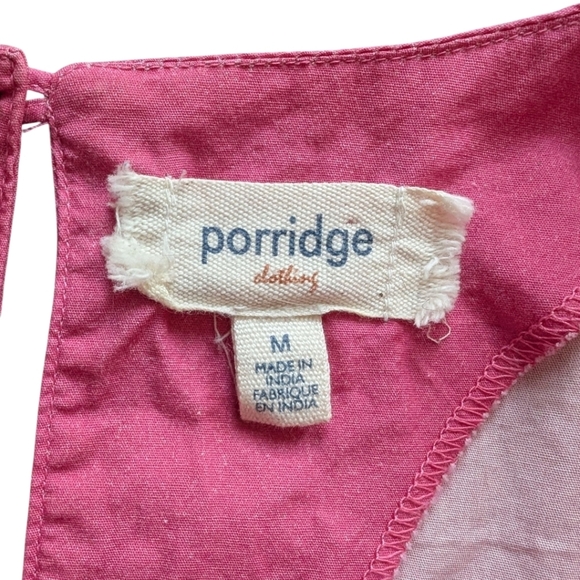 porridge
clothing
M
MADE IN
INDIA
FABRIQUE
EN INDIA